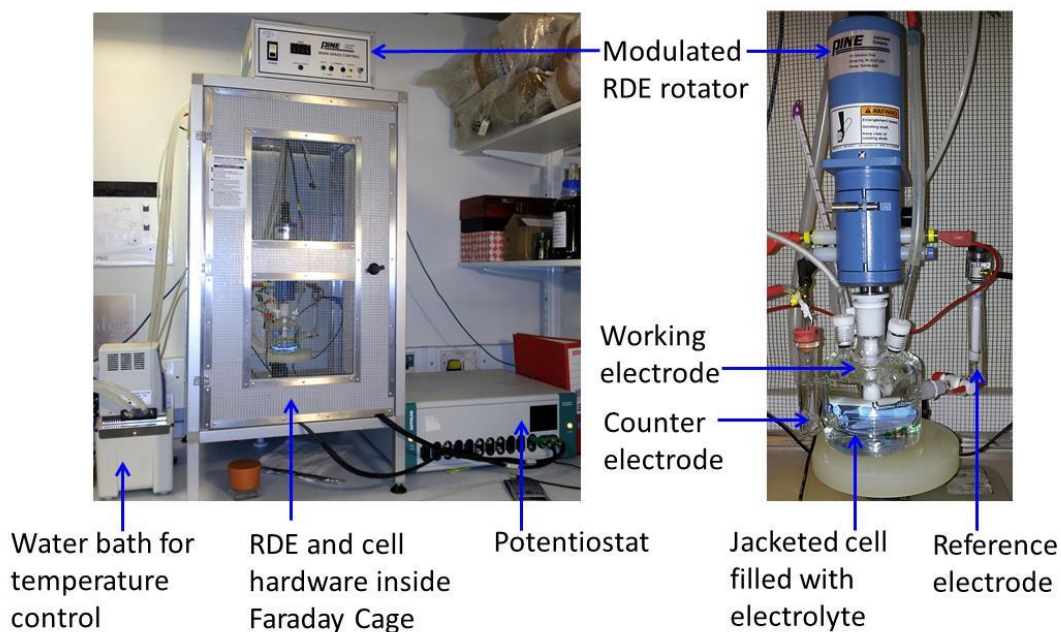 Modulated
RDE rotator
PINE
PINE
WARNING
Working
electrode
Counter
electrode
Water bath for
temperature
control
RDE and cell
hardware inside
Faraday Cage
Potentiostat
Jacketed cell
filled with
electrolyte
Reference
electrode